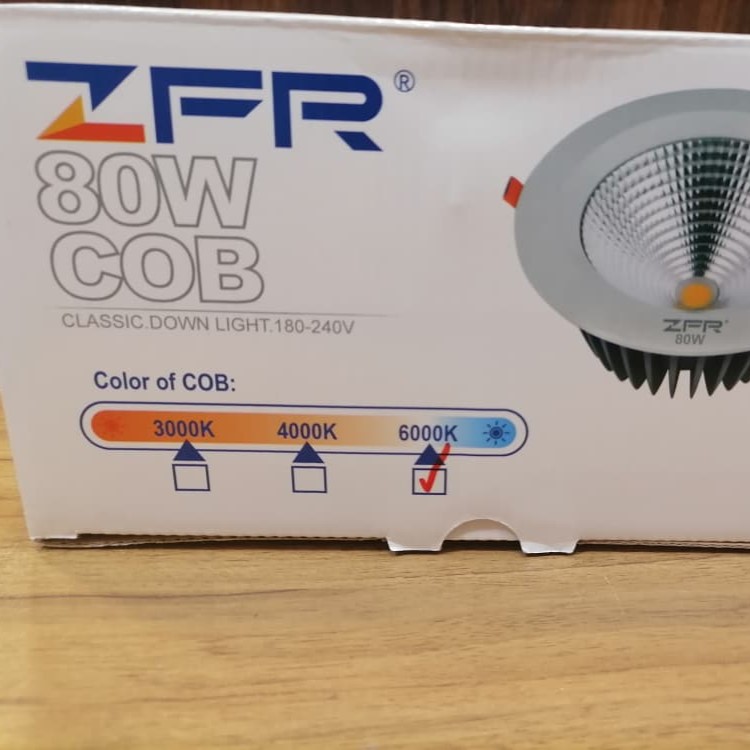 ZFR®
80W
COB
CLASSIC.DOWN LIGHT.180-240V
Color of COB:
3000K 4000K 6000K
ZFR
80W